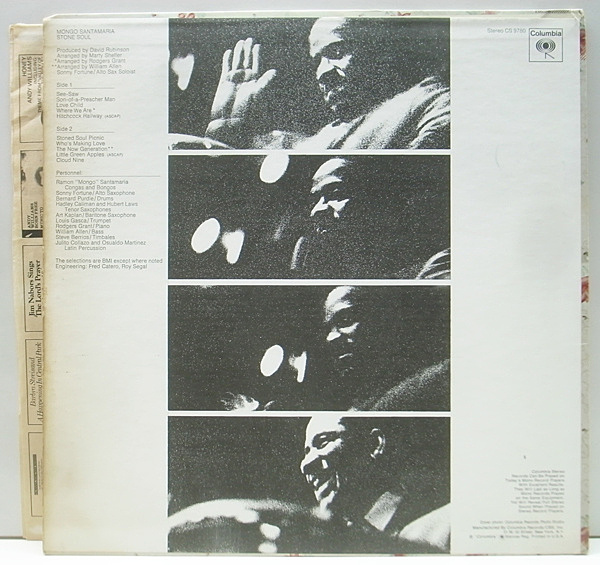 MONGO SANTAMARIA
STONE SOUL
Produced by David Rubinson
Arranged by Marty Sheller
*Arranged by Rodgers Grant
**Arranged by William Allen
Sonny Fortune/Alto Sax Soloist
Side 1
See-Saw
Son-of-a-Preacher Man
Love Child
Where We Are*
Hitchcock Railway (ASCAP)
Side 2
Stoned Soul Picnic
Who's Making Love
The Now Generation**
Little Green Apples (ASCAP)
Cloud Nine
Personnel:
Ramon "Mongo" Santamaria
Congas and Bongos
Sonny Fortune/Alto Saxophone
Bernard Purdie/Drums
Hadley Caliman and Hubert Laws
Tenor Saxophones
Art Kaplan/Baritone Saxophone
Louis Gasca/Trumpet
Rodgers Grant/Piano
William Allen/Bass
Steve Berrios/Timbales
Julito Collazo and Osualdo Martinez
Latin Percussion
The selections are BMI except where noted
Engineering: Fred Catero, Roy Segal
Stereo CS 9780
Columbia
HONEY
ANDY WILLIAMS
Jim Nabors Sings
The Lord's Prayer
Barbra Streisand
A Happening In Central Park